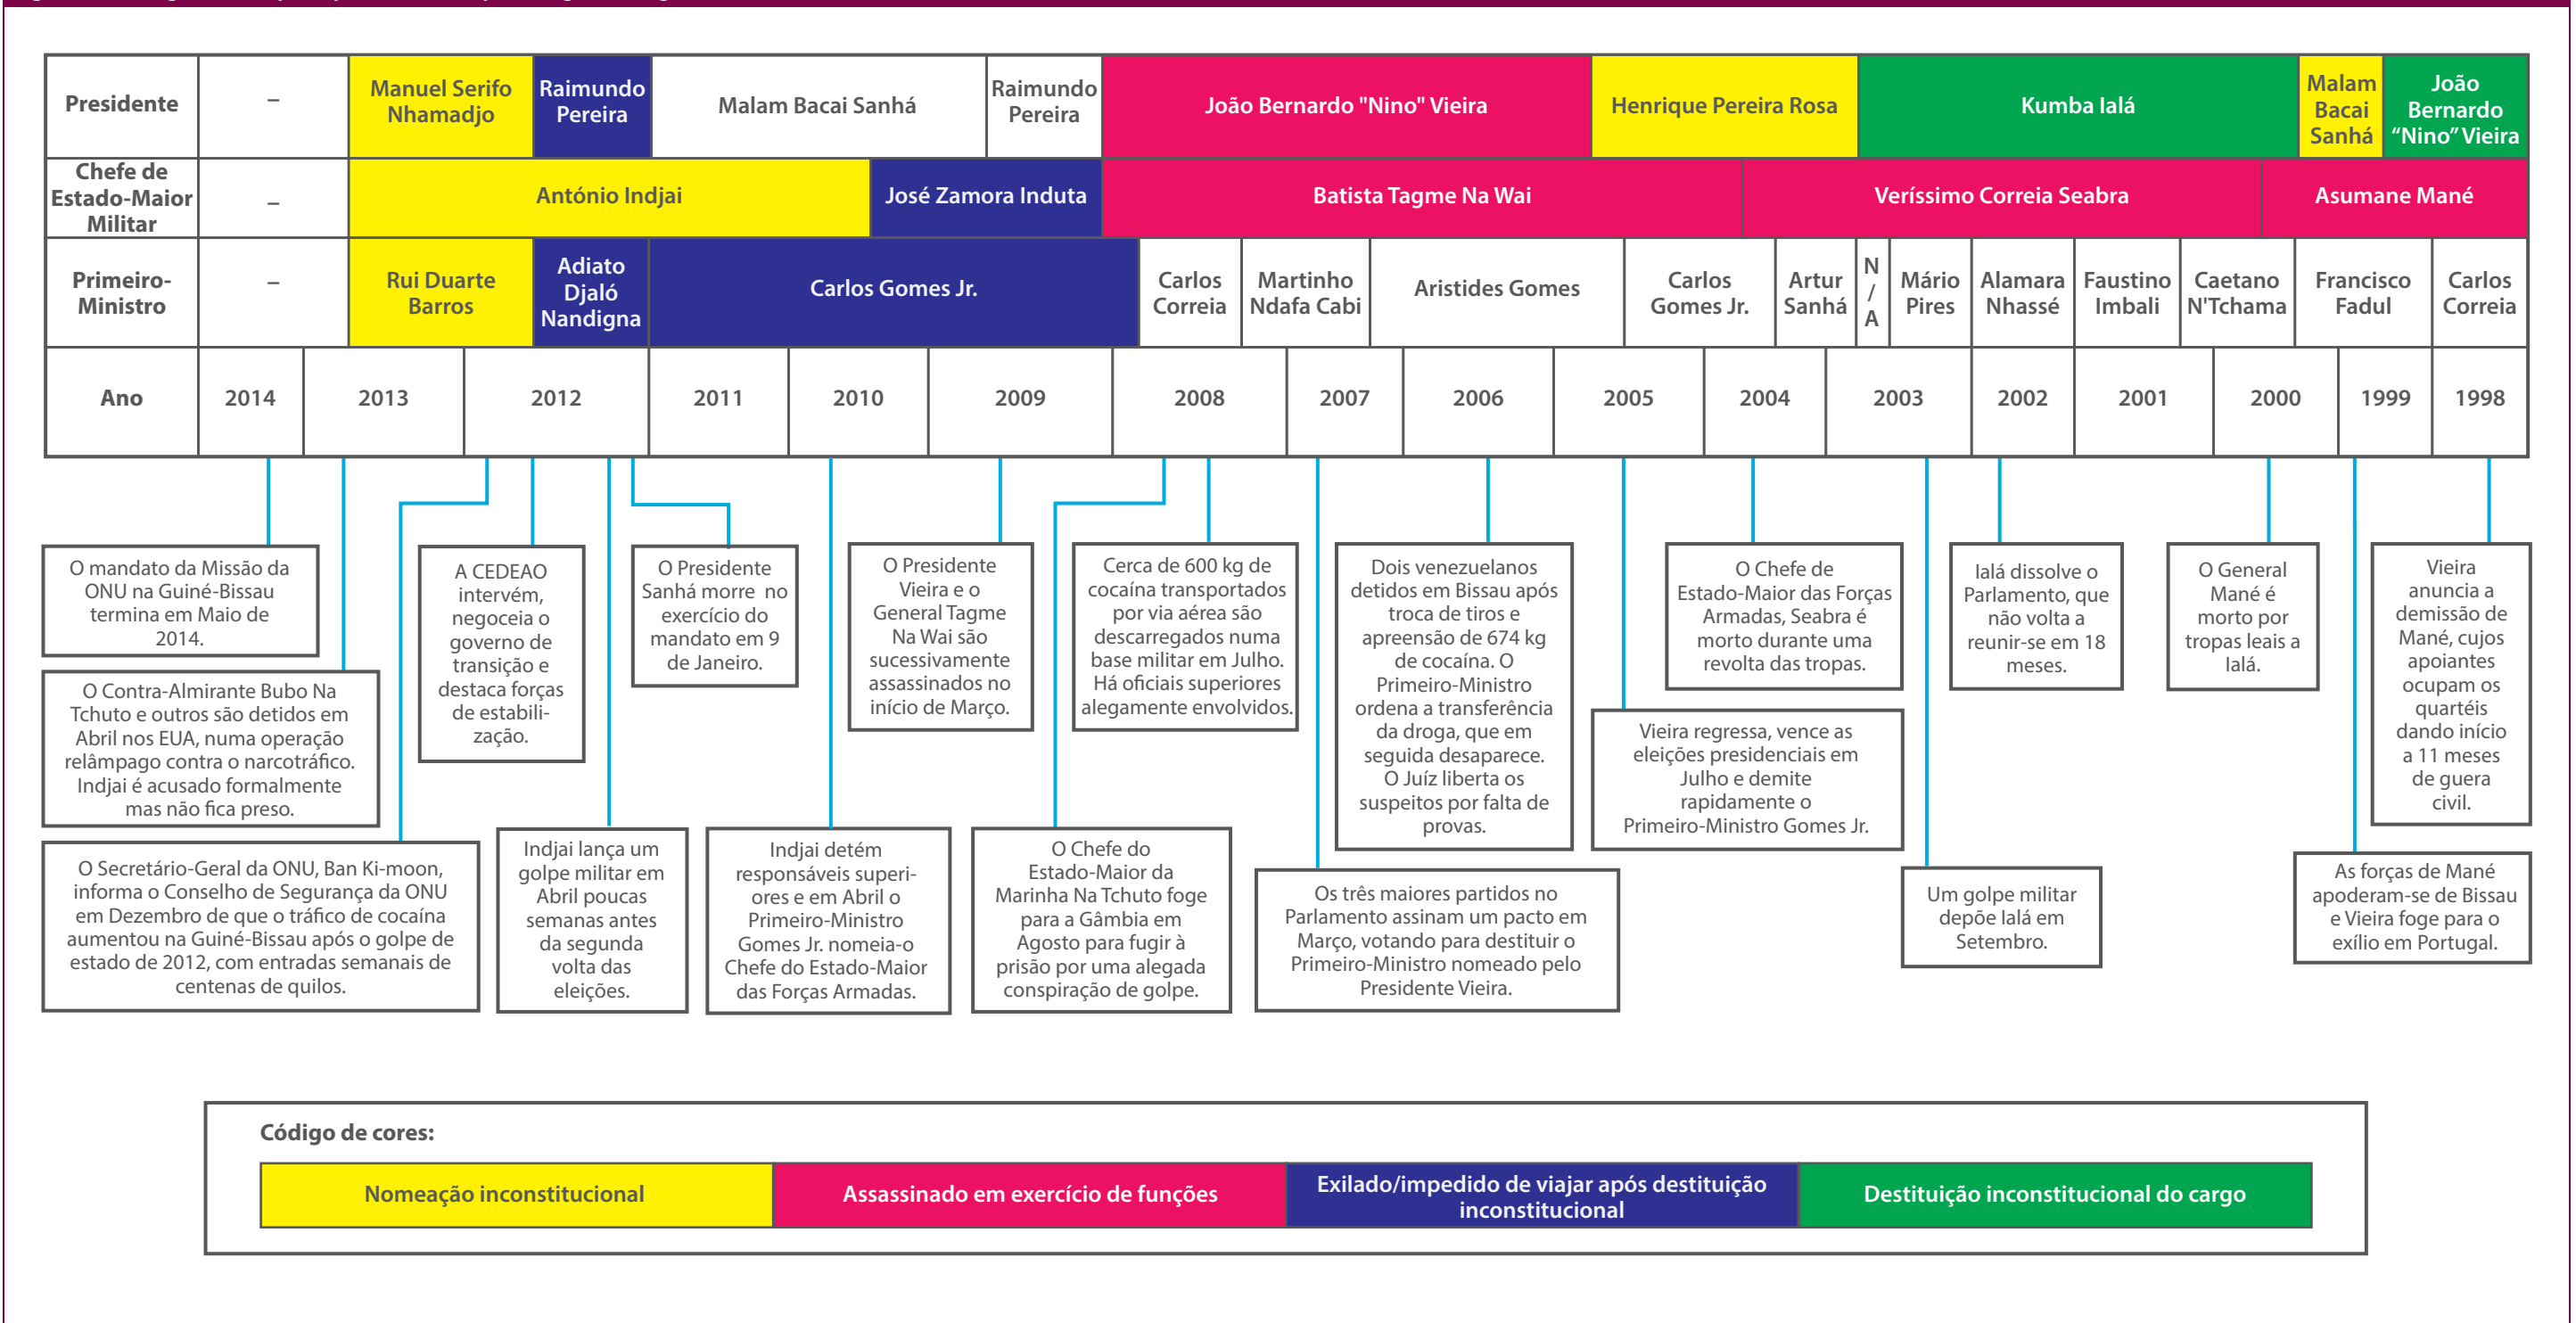 Presidente
–
Manuel Serifo
Nhamadjo
Raimundo
Pereira
Malam Bacai Sanhá
Raimundo
Pereira
João Bernardo "Nino" Vieira
Henrique Pereira Rosa
Kumba Ialá
Malam
Bacai
Sanhá
João
Bernardo
“Nino” Vieira
Chefe de
Estado-Maior
Militar
–
António Indjai
José Zamora Induta
Batista Tagme Na Wai
Veríssimo Correia Seabra
Asumane Mané
Primeiro-
Ministro
–
Rui Duarte
Barros
Adiato
Djaló
Nandigna
Carlos Gomes Jr.
Carlos
Correia
Martinho
Ndafa Cabi
Aristides Gomes
Carlos
Gomes Jr.
Artur
Sanhá
N
/
A
Mário
Pires
Alamara
Nhassé
Faustino
Imbali
Caetano
N'Tchama
Francisco
Fadul
Carlos
Correia
Ano
2014
2013
2012
2011
2010
2009
2008
2007
2006
2005
2004
2003
2002
2001
2000
1999
1998
O mandato da Missão da
ONU na Guiné-Bissau
termina em Maio de
2014.
O Contra-Almirante Bubo Na
Tchuto e outros são detidos em
Abril nos EUA, numa operação
relâmpago contra o narcotráfico.
Indjai é acusado formalmente
mas não fica preso.
O Secretário-Geral da ONU, Ban Ki-moon,
informa o Conselho de Segurança da ONU
em Dezembro de que o tráfico de cocaína
aumentou na Guiné-Bissau após o golpe de
estado de 2012, com entradas semanais de
centenas de quilos.
A CEDEAO
intervém,
negoceia o
governo de
transição e
destaca forças
de estabili-
zação.
Indjai lança um
golpe militar em
Abril poucas
semanas antes
da segunda
volta das
eleições.
O Presidente
Sanhá morre no
exercício do
mandato em 9
de Janeiro.
Indjai detém
responsáveis superi-
ores e em Abril o
Primeiro-Ministro
Gomes Jr. nomeia-o
Chefe do Estado-Maior
das Forças Armadas.
O Presidente
Vieira e o
General Tagme
Na Wai são
sucessivamente
assassinados no
início de Março.
O Chefe do
Estado-Maior da
Marinha Na Tchuto foge
para a Gâmbia em
Agosto para fugir à
prisão por uma alegada
conspiração de golpe.
Cerca de 600 kg de
cocaína transportados
por via aérea são
descarregados numa
base militar em Julho.
Há oficiais superiores
alegamente envolvidos.
Os três maiores partidos no
Parlamento assinam um pacto em
Março, votando para destituir o
Primeiro-Ministro nomeado pelo
Presidente Vieira.
Dois venezuelanos
detidos em Bissau após
troca de tiros e
apreensão de 674 kg
de cocaína. O
Primeiro-Ministro
ordena a transferência
da droga, que em
seguida desaparece.
O Juíz liberta os
suspeitos por falta de
provas.
Vieira regressa, vence as
eleições presidenciais em
Julho e demite
rapidamente o
Primeiro-Ministro Gomes Jr.
O Chefe de
Estado-Maior das Forças
Armadas, Seabra é
morto durante uma
revolta das tropas.
Um golpe militar
depõe Ialá em
Setembro.
Ialá dissolve o
Parlamento, que
não volta a
reunir-se em 18
meses.
O General
Mané é
morto por
tropas leais a
Ialá.
As forças de Mané
apoderam-se de Bissau
e Vieira foge para o
exílio em Portugal.
Vieira
anuncia a
demissão de
Mané, cujos
apoiantes
ocupam os
quartéis
dando início
a 11 meses
de guera
civil.
Código de cores:
Nomeação inconstitucional
Assassinado em exercício de funções
Exilado/impedido de viajar após destituição
inconstitucional
Destituição inconstitucional do cargo